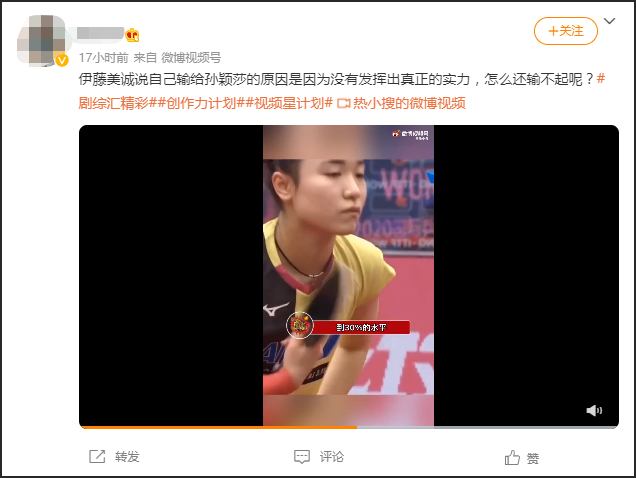 +关注
17小时前 来自 微博视频号
伊藤美诚说自己输给孙颖莎的原因是因为没有发挥出真正的实力，怎么还输不起呢？#
剧综汇精彩##创作力计划##视频星计划# 热小搜的微博视频
到30%的水平
转发
评论
赞